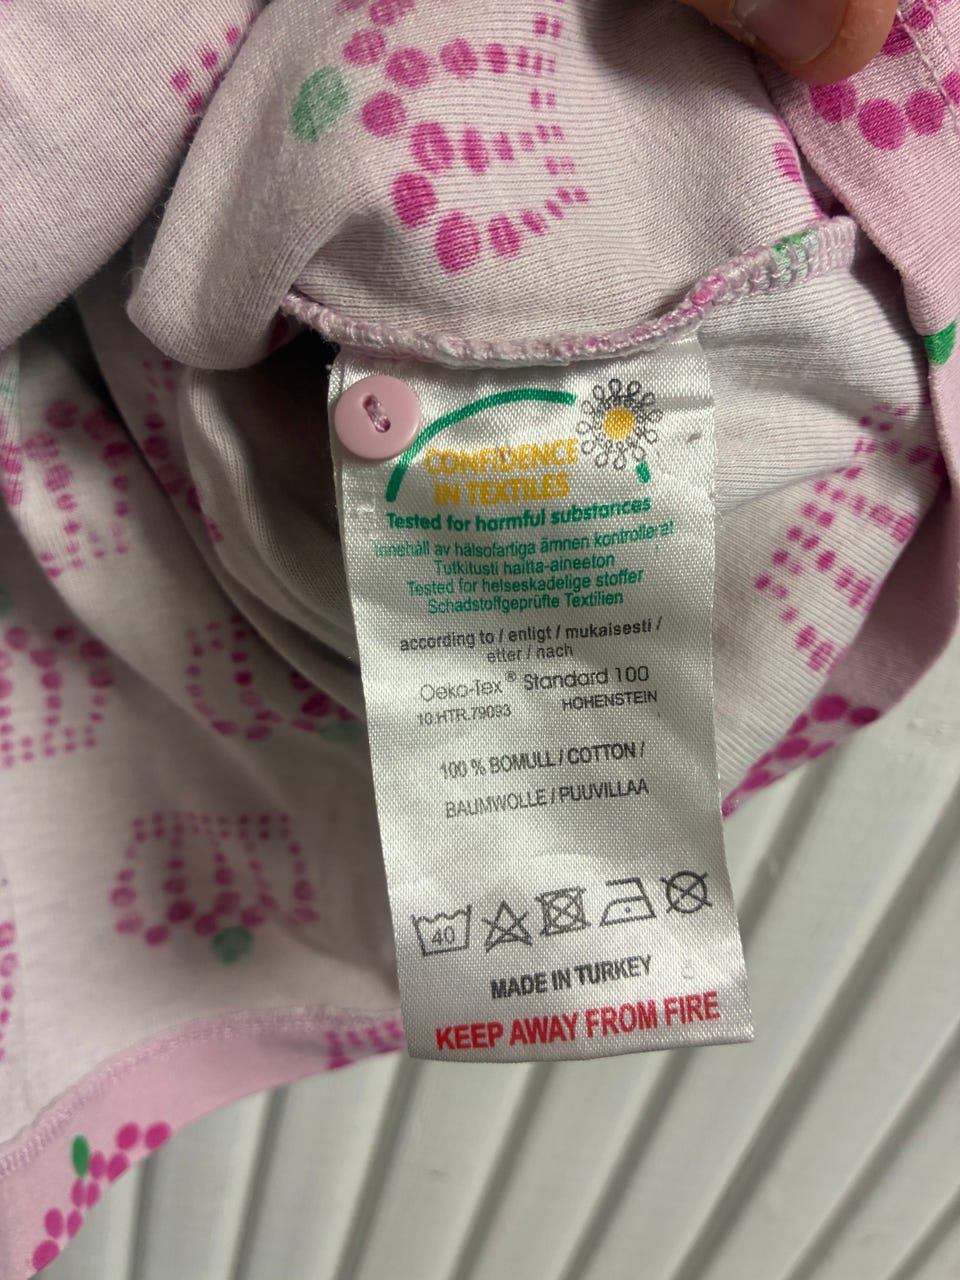 CONFIDENCE
IN TEXTILES
Tested for harmful substances
Innehåll av hälsofarliga ämnen kontrollerat
Tutkitusti haitta-aineeton
Tested for helseskadelige stoffer
Schadstoffgeprüfte Textilien
according to / enligt / mukaisesti /
etter / nach
Oeko-Tex® Standard 100
10.HTR.79093 HOHENSTEIN
100 % BOMULL / COTTON /
BAUMWOLLE / PUUVILLAA
40
MADE IN TURKEY
KEEP AWAY FROM FIRE